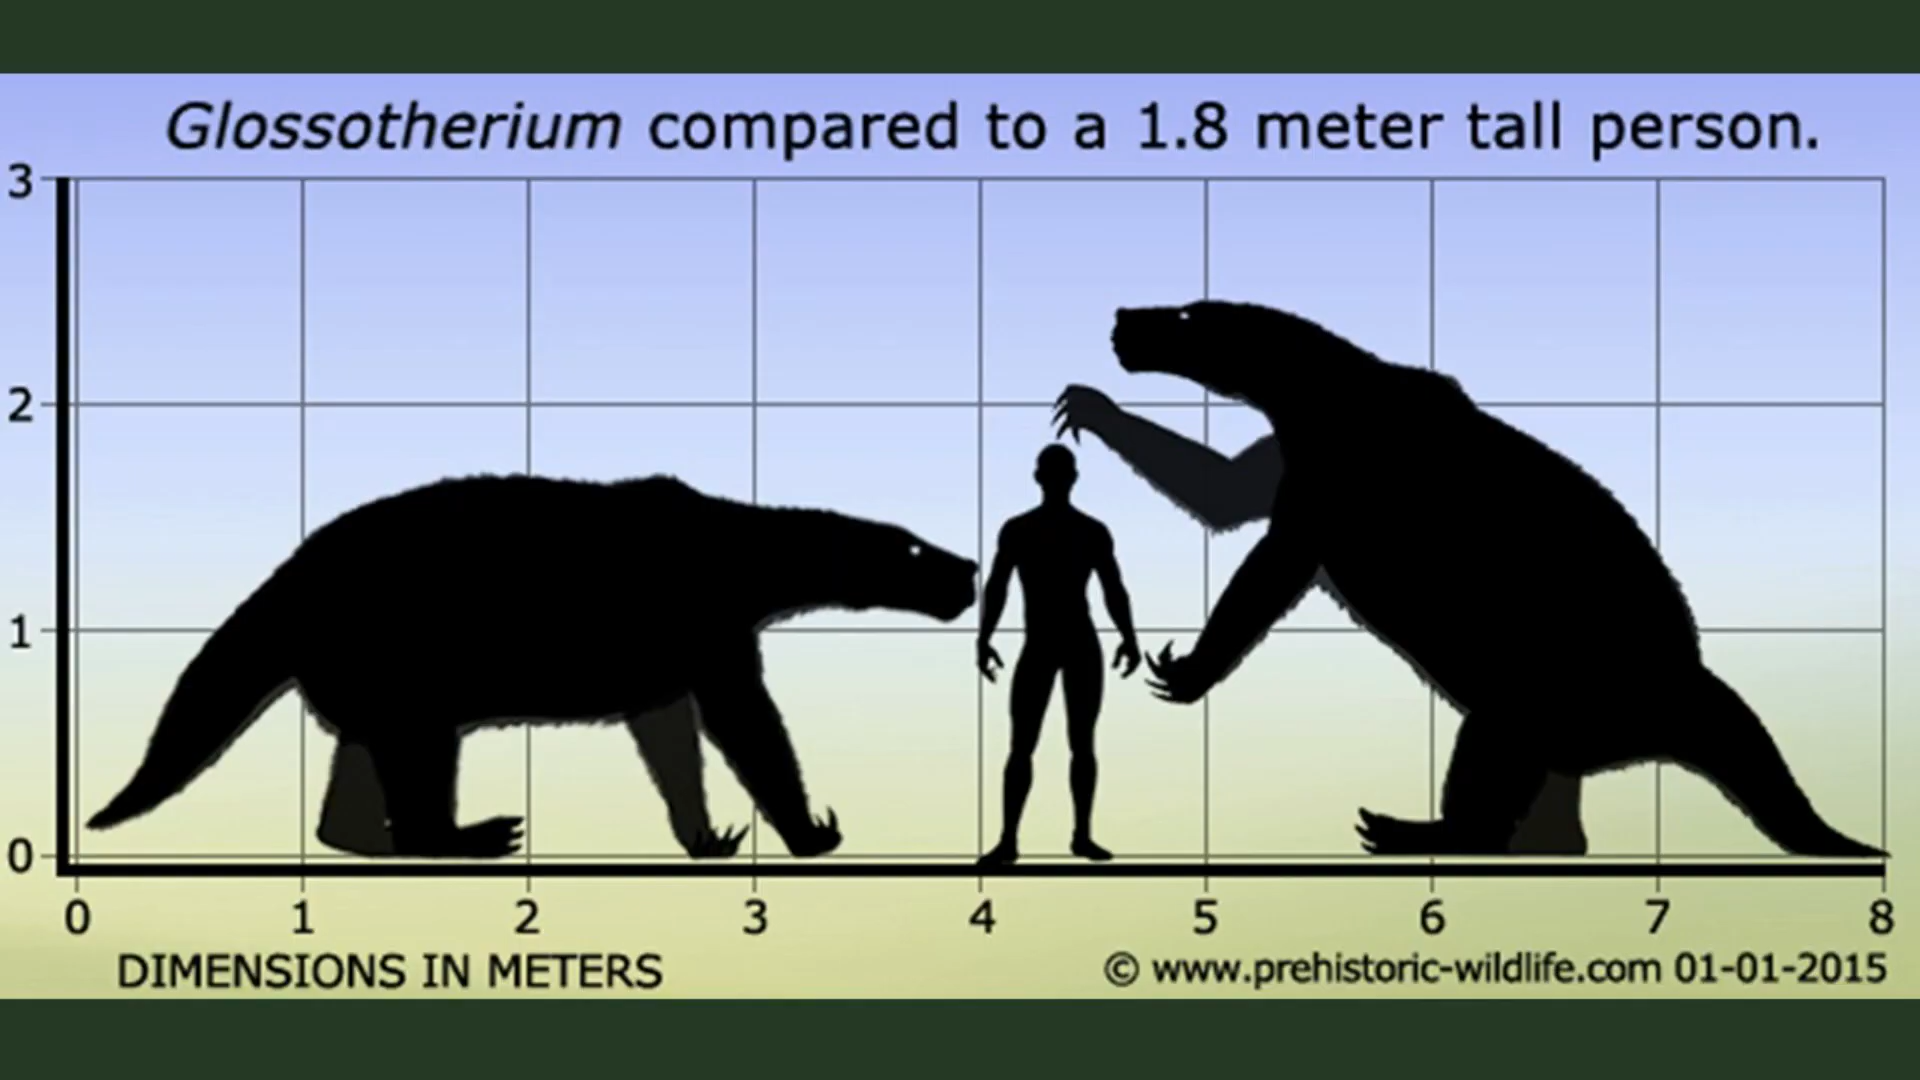 Glossotherium compared to a 1.8 meter tall person.
3
2
1
0
0 1 2 3 4 5 6 7 8
DIMENSIONS IN METERS
© www.prehistoric-wildlife.com 01-01-2015